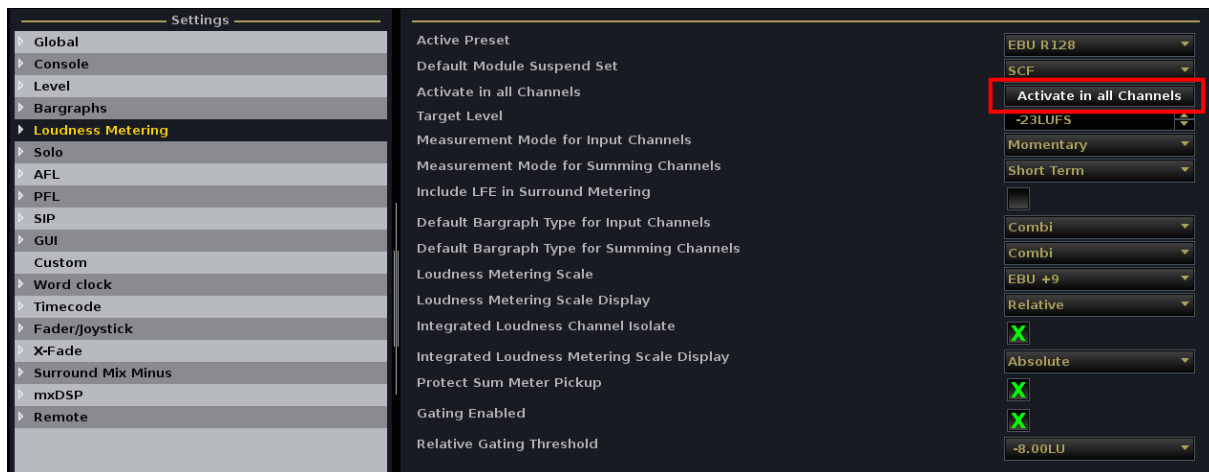 Settings
Global
Console
Level
Bargraphs
Loudness Metering
Solo
AFL
PFL
SIP
GUI
Custom
Word clock
Timecode
Fader/Joystick
X-Fade
Surround Mix Minus
mxDSP
Remote
Active Preset EBU R128
Default Module Suspend Set SCF
Activate in all Channels Activate in all Channels
Target Level -23LUFS
Measurement Mode for Input Channels Momentary
Measurement Mode for Summing Channels Short Term
Include LFE in Surround Metering
Default Bargraph Type for Input Channels Combi
Default Bargraph Type for Summing Channels Combi
Loudness Metering Scale EBU +9
Loudness Metering Scale Display Relative
Integrated Loudness Channel Isolate X
Integrated Loudness Metering Scale Display Absolute
Protect Sum Meter Pickup X
Gating Enabled X
Relative Gating Threshold -8.00LU